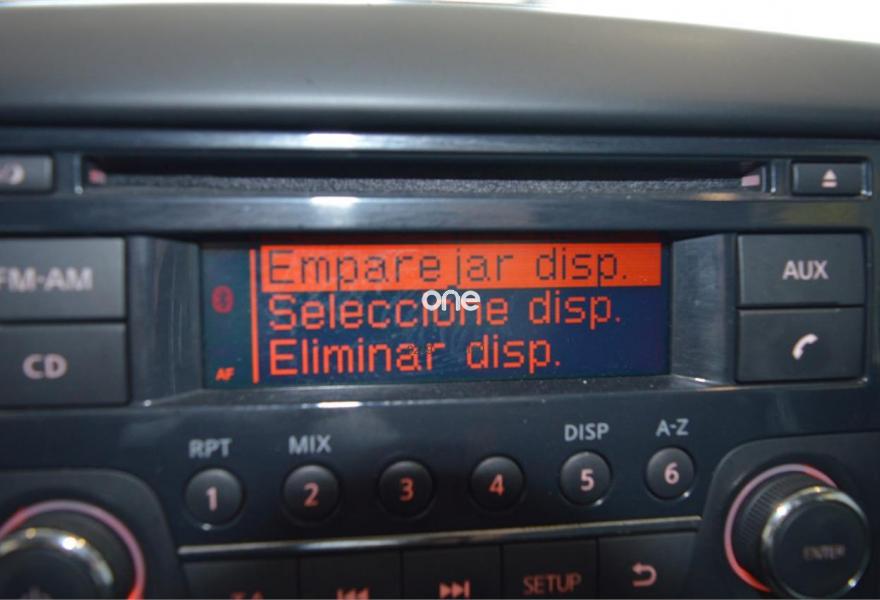 FM-AM
CD
AUX
Emparejar disp.
Seleccione disp.
Eliminar disp.
AF
one
RPT
MIX
DISP
A-Z
1
2
3
4
5
6
SETUP
ENTER